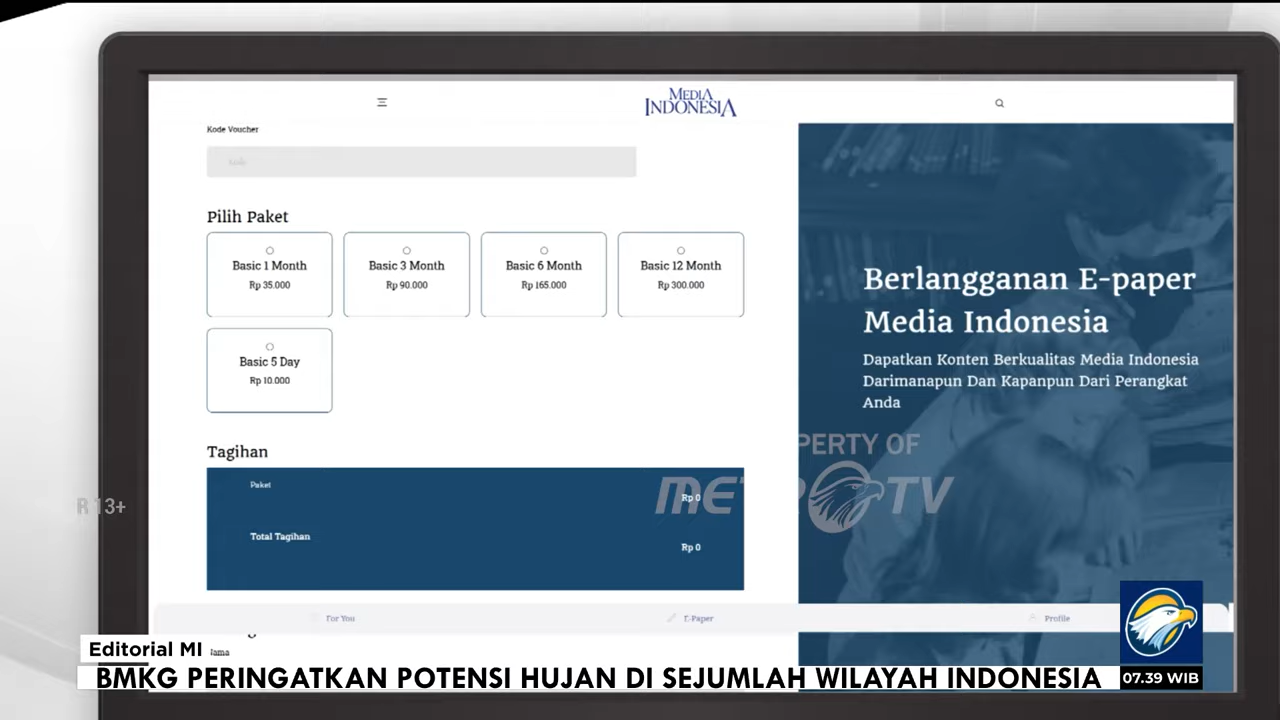 MEDIA
INDONESIA
Kode Voucher
Kode
Pilih Paket
Basic 1 Month
Rp 35.000
Basic 3 Month
Rp 90.000
Basic 6 Month
Rp 165.000
Basic 12 Month
Rp 300.000
Basic 5 Day
Rp 10.000
Tagihan
Paket
Rp 0
Total Tagihan
Rp 0
Berlangganan E-paper
Media Indonesia
Dapatkan Konten Berkualitas Media Indonesia
Darimanapun Dan Kapanpun Dari Perangkat
Anda
PERTY OF
METRO TV
R 13+
For You
E-Paper
Profile
Editorial MI
BMKG PERINGATKAN POTENSI HUJAN DI SEJUMLAH WILAYAH INDONESIA
07.39 WIB